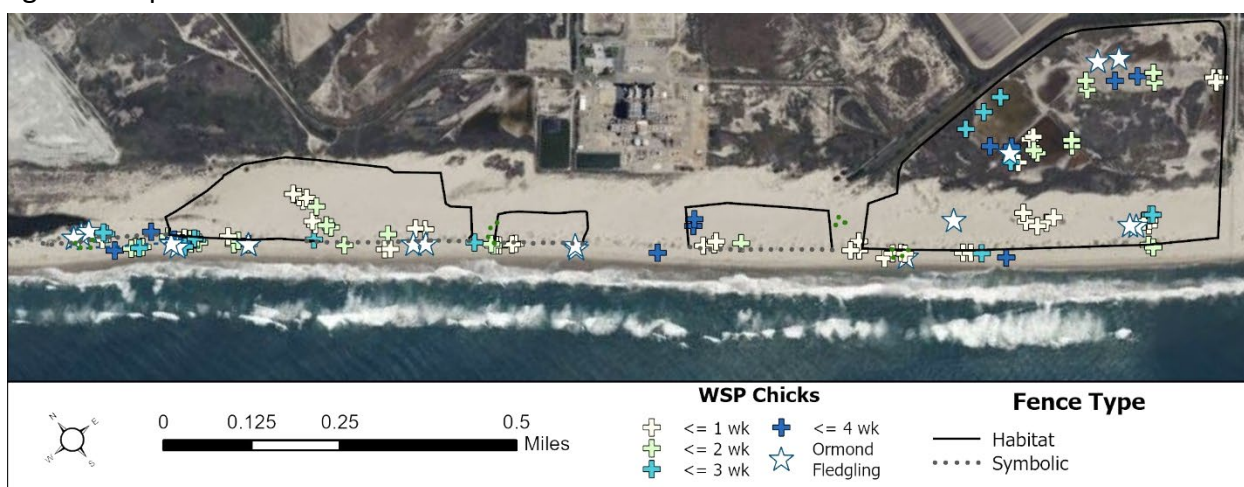 WSP Chicks
Fence Type
0 0.125 0.25 0.5
Miles
N
E
W
S
<= 1 wk
<= 2 wk
<= 3 wk
<= 4 wk
Ormond
Fledgling
Habitat
Symbolic